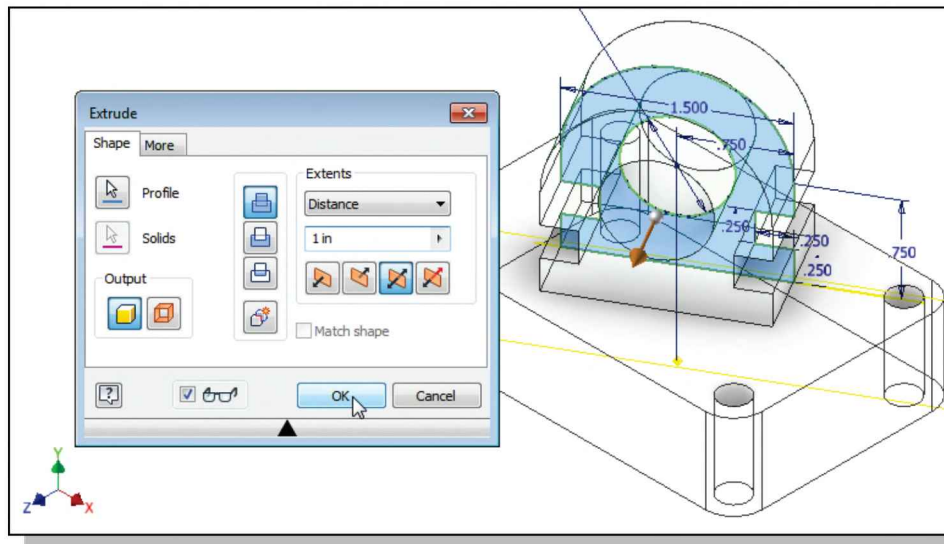 Extrude
Shape More
Profile
Solids
Output
Extents
Distance
1 in
Match shape
?
OK Cancel
1.500
.750
.250
.250
.250
.750
Y
Z X